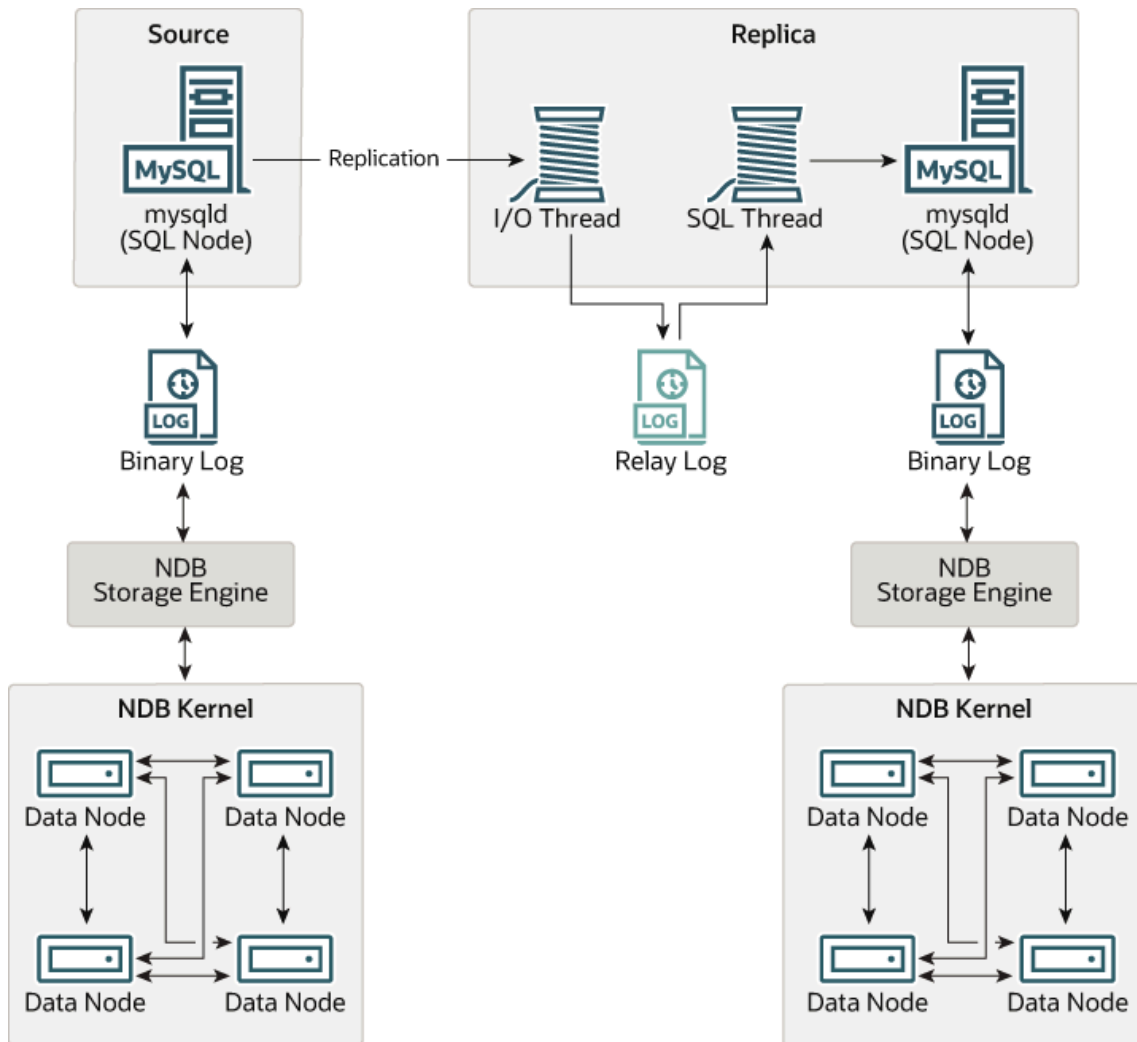 Source
Replica
MySQL
Replication
MySQL
mysqld
(SQL Node)
I/O Thread
SQL Thread
mysqld
(SQL Node)
LOG
Binary Log
LOG
Relay Log
LOG
Binary Log
NDB
Storage Engine
NDB
Storage Engine
NDB Kernel
Data Node
Data Node
Data Node
Data Node
NDB Kernel
Data Node
Data Node
Data Node
Data Node